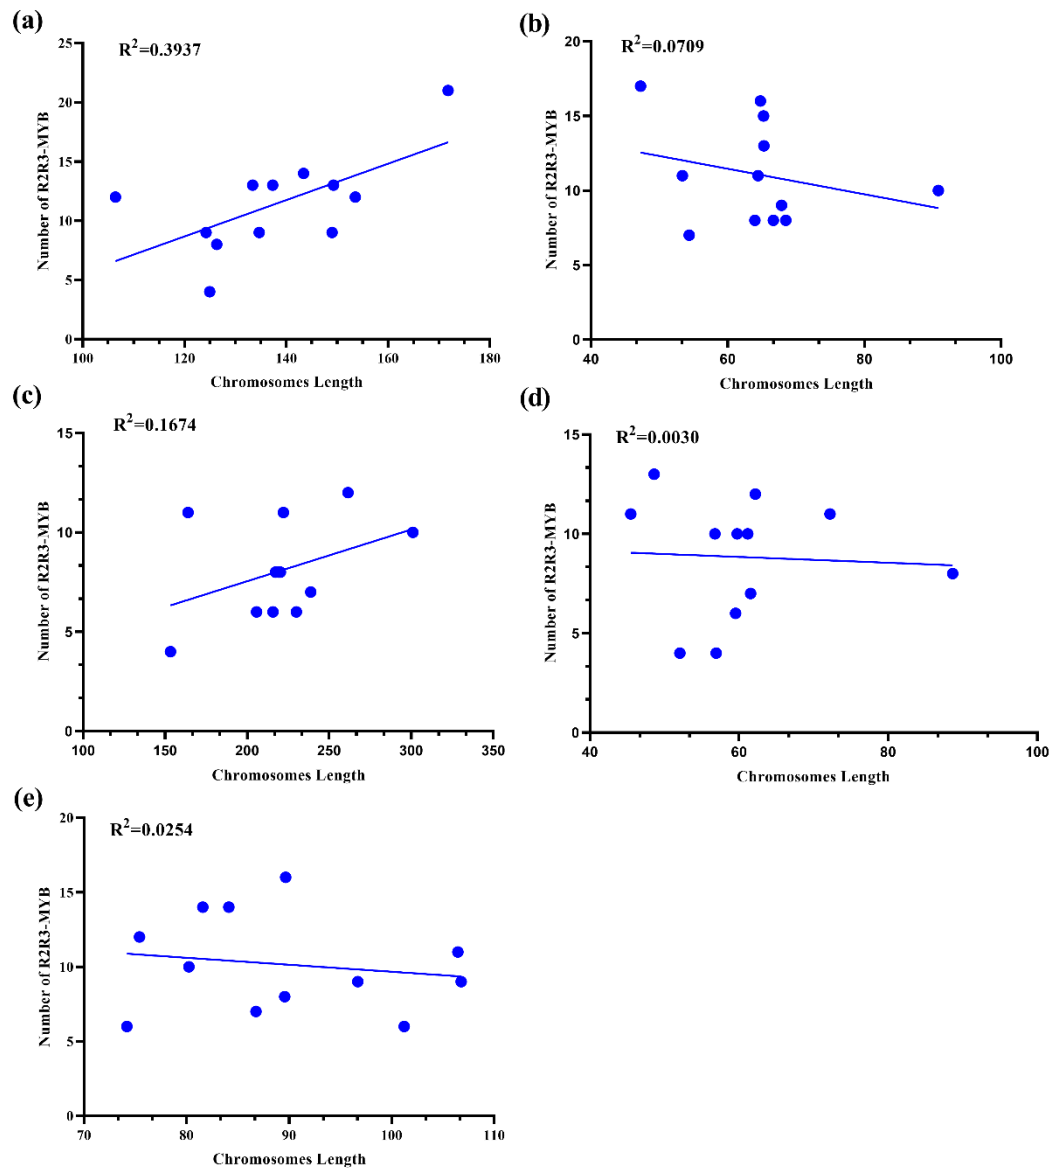 (a)
R²=0.3937
Number of R2R3-MYB
25
20
15
10
5
0
100 120 140 160 180
Chromosomes Length
(b)
R²=0.0709
Number of R2R3-MYB
20
15
10
5
0
40 60 80 100
Chromosomes Length
(c)
R²=0.1674
Number of R2R3-MYB
15
10
5
0
100 150 200 250 300 350
Chromosomes Length
(d)
R²=0.0030
Number of R2R3-MYB
15
10
5
0
40 60 80 100
Chromosomes Length
(e)
R²=0.0254
Number of R2R3-MYB
20
15
10
5
0
70 80 90 100 110
Chromosomes Length